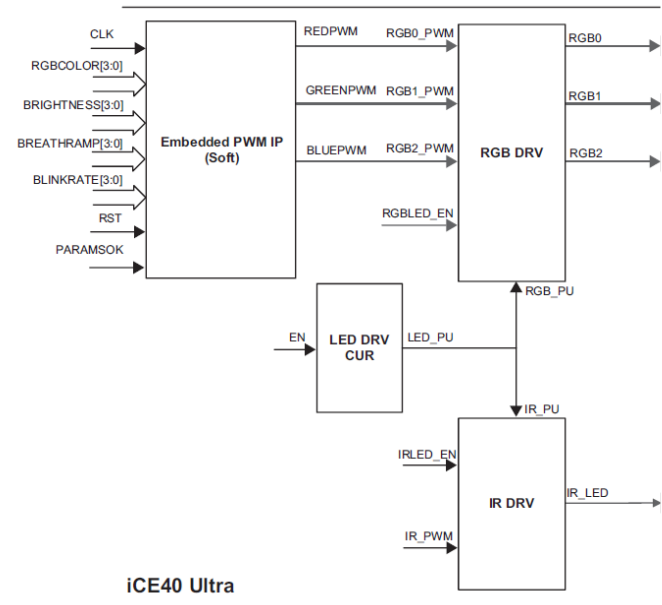 CLK
REDPWM
RGB0_PWM
RGB0
RGBCOLOR[3:0]
GREENPWM
RGB1_PWM
RGB1
BRIGHTNESS[3:0]
Embedded PWM IP
(Soft)
BREATHRAMP[3:0]
BLUEPWM
RGB2_PWM
RGB DRV
RGB2
BLINKRATE[3:0]
RST
RGBLED_EN
PARAMSOK
RGB_PU
EN
LED DRV
CUR
LED_PU
IR_PU
IRLED_EN
IR DRV
IR_LED
IR_PWM
iCE40 Ultra